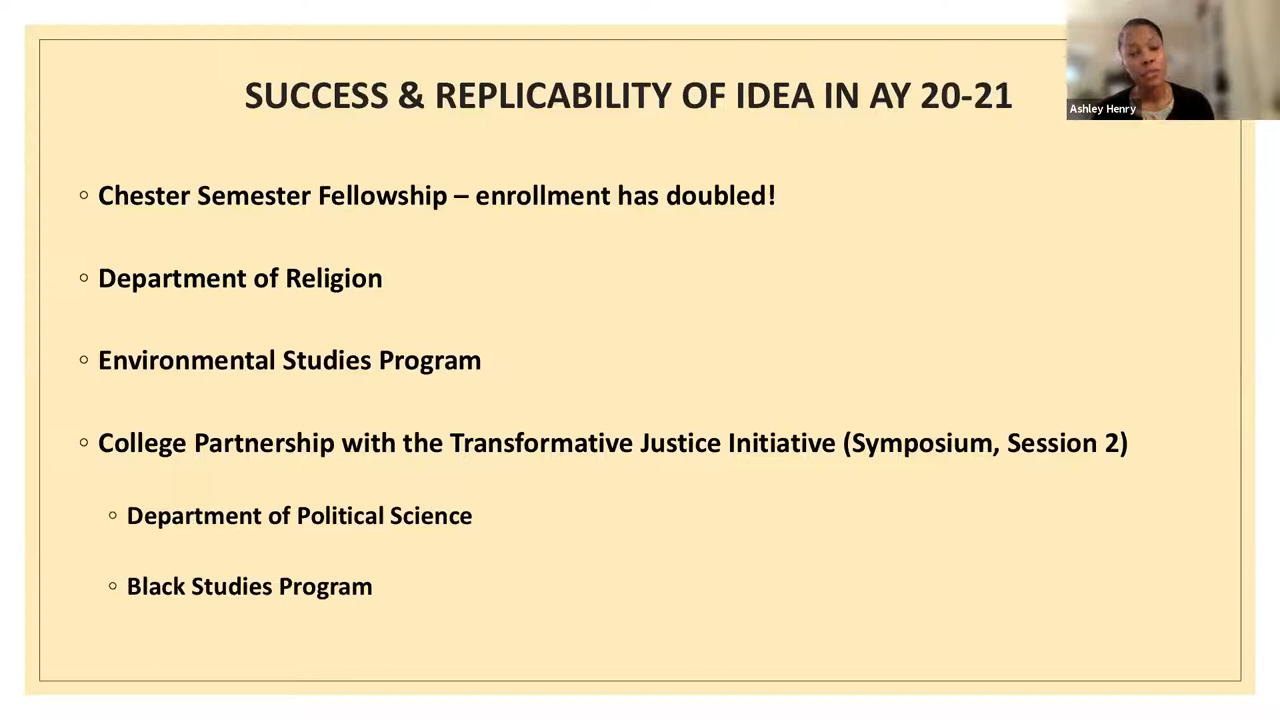 SUCCESS & REPLICABILITY OF IDEA IN AY 20-21
Ashley Henry
◦ Chester Semester Fellowship – enrollment has doubled!
◦ Department of Religion
◦ Environmental Studies Program
◦ College Partnership with the Transformative Justice Initiative (Symposium, Session 2)
◦ Department of Political Science
◦ Black Studies Program